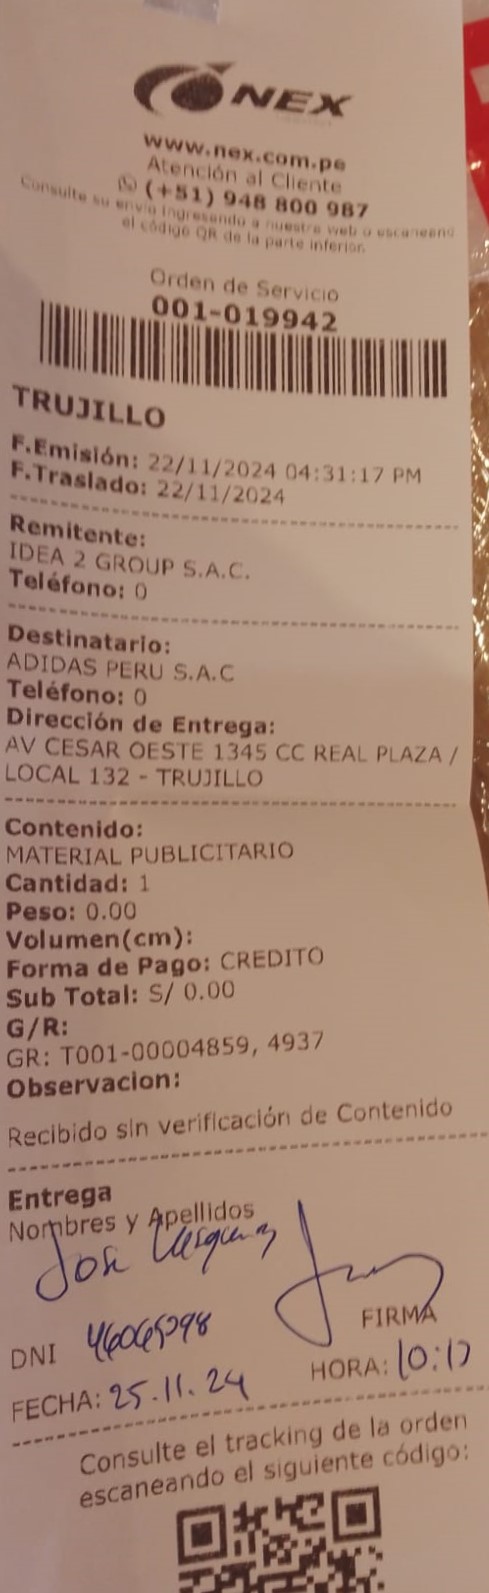 NEX
www.nex.com.pe
Atención al Cliente
(+51) 948 800 987
Consulte su envío ingresando a nuestra web o escaneand
el código QR de la parte inferior.
Orden de Servicio
001-019942
TRUJILLO
F.Emisión: 22/11/2024 04:31:17 PM
F.Traslado: 22/11/2024
Remitente:
IDEA 2 GROUP S.A.C.
Teléfono: 0
Destinatario:
ADIDAS PERU S.A.C
Teléfono: 0
Dirección de Entrega:
AV CESAR OESTE 1345 CC REAL PLAZA /
LOCAL 132 - TRUJILLO
Contenido:
MATERIAL PUBLICITARIO
Cantidad: 1
Peso: 0.00
Volumen(cm):
Forma de Pago: CREDITO
Sub Total: S/ 0.00
G/R:
GR: T001-00004859, 4937
Observacion:
Recibido sin verificación de Contenido
Entrega
Nombres y Apellidos
Jose
FIRMA
DNI
HORA: 10:17
FECHA: 25.11.24
Consulte el tracking de la orden
escaneando el siguiente código: